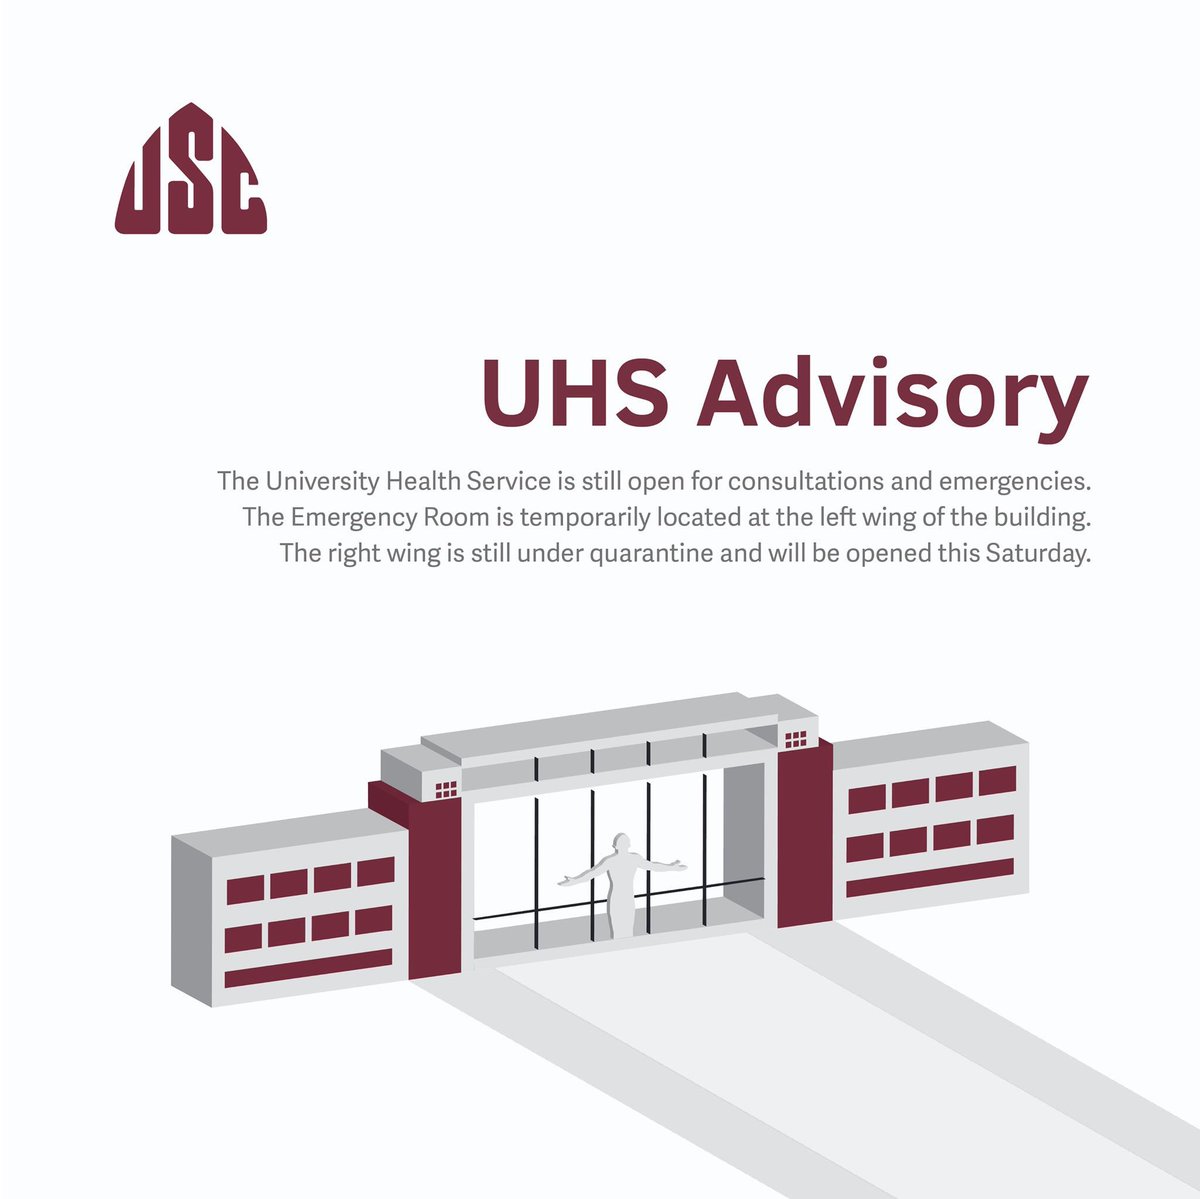 USC
UHS Advisory
The University Health Service is still open for consultations and emergencies.
The Emergency Room is temporarily located at the left wing of the building.
The right wing is still under quarantine and will be opened this Saturday.